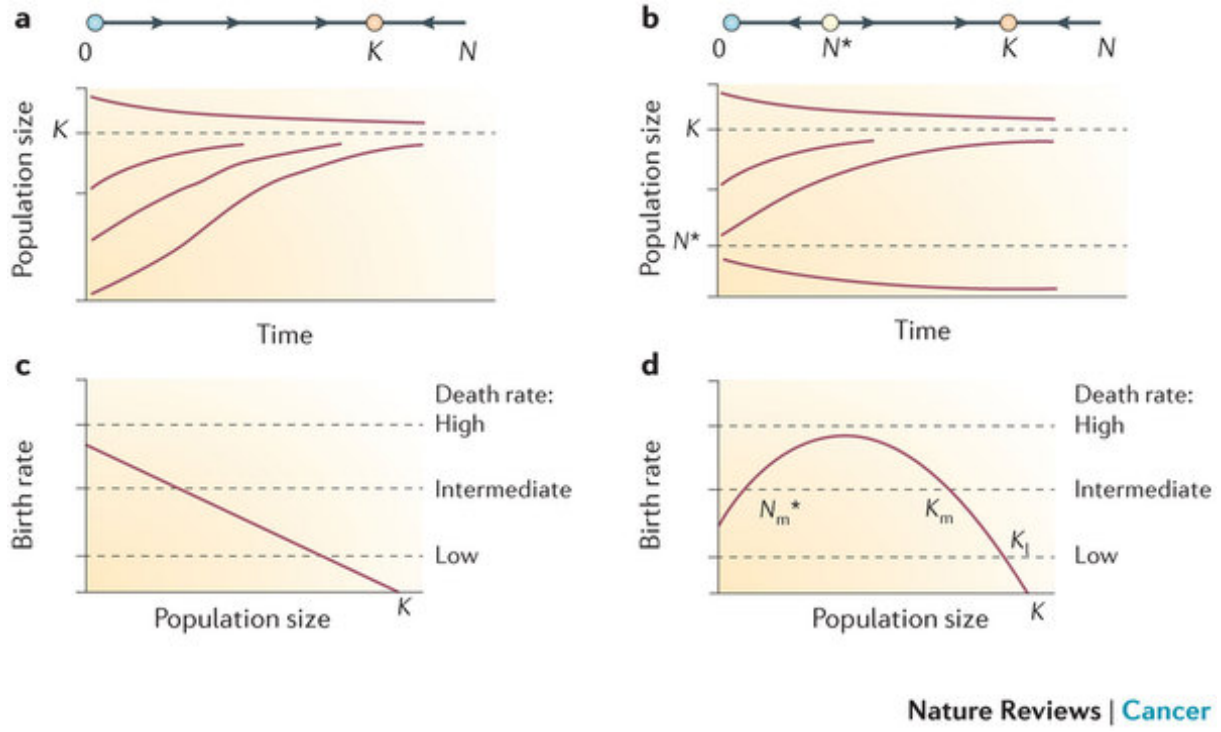 a
0 K N
Population size
K
Time
b
0 N* K N
Population size
K
N*
Time
c
Birth rate
Death rate:
High
Intermediate
Low
K
Population size
d
Birth rate
Death rate:
High
Intermediate
Low
Nm*
Km
Kl
K
Population size
Nature Reviews | Cancer